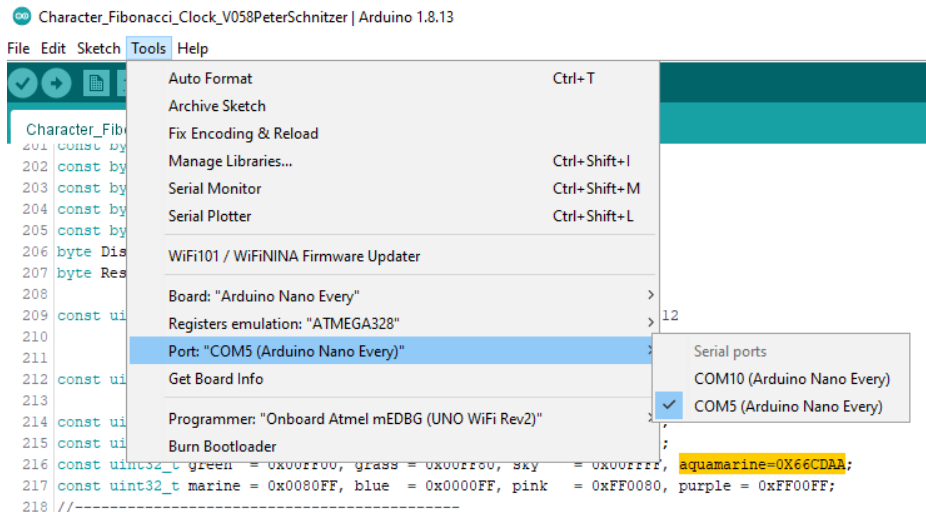 Character_Fibonacci_Clock_V058PeterSchnitzer | Arduino 1.8.13
File Edit Sketch Tools Help
Auto Format Ctrl+T
Archive Sketch
Fix Encoding & Reload
Manage Libraries... Ctrl+Shift+I
Serial Monitor Ctrl+Shift+M
Serial Plotter Ctrl+Shift+L
WiFi101 / WiFiNINA Firmware Updater
Board: "Arduino Nano Every"
Registers emulation: "ATMEGA328"
Port: "COM5 (Arduino Nano Every)"
Get Board Info
Programmer: "Onboard Atmel mEDBG (UNO WiFi Rev2)"
Burn Bootloader
Serial ports
COM10 (Arduino Nano Every)
COM5 (Arduino Nano Every)
Character_Fib
201 const by
202 const by
203 const by
204 const by
205 const by
206 byte Dis
207 byte Res
208
209 const ui 12
210
211
212 const ui
213
214 const ui ;
215 const ui ;
216 const uint32_t green = 0x00FF00, grass = 0x00FF80, sky = 0x00FFFF, aquamarine=0X66CDAA;
217 const uint32_t marine = 0x0080FF, blue = 0x0000FF, pink = 0xFF0080, purple = 0xFF00FF;
218 //--------------------------------------------